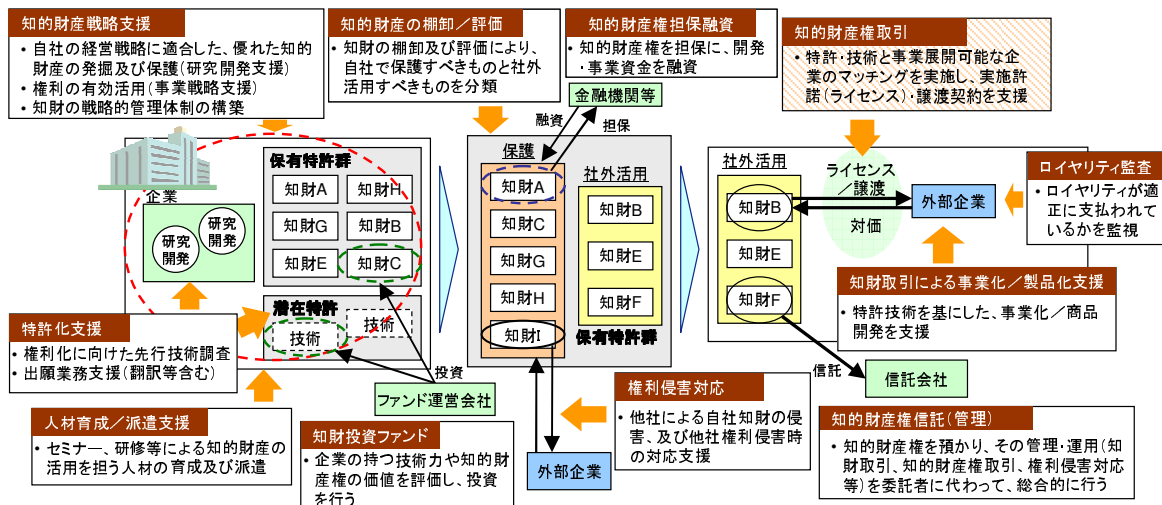 知的財産戦略支援
・ 自社の経営戦略に適合した、優れた知的
財産の発掘及び保護(研究開発支援)
・ 権利の有効活用(事業戦略支援)
・ 知財の戦略的管理体制の構築
知的財産の棚卸/評価
・ 知財の棚卸及び評価により、
自社で保護すべきものと社外
活用すべきものを分類
知的財産権担保融資
・ 知的財産権を担保に、開発
・事業資金を融資
知的財産権取引
・ 特許・技術と事業展開可能な企
業のマッチングを実施し、実施許
諾(ライセンス)・譲渡契約を支援
金融機関等
融資
担保
企業
研究
開発
研究
開発
保有特許群
知財A
知財H
知財G
知財B
知財E
知財C
潜在特許
技術
技術
保護
知財A
知財C
知財G
知財H
知財I
社外活用
知財B
知財E
知財F
保有特許群
社外活用
知財B
知財E
知財F
ライセンス
/譲渡
対価
外部企業
ロイヤリティ監査
・ ロイヤリティが適
正に支払われて
いるかを監視
知財取引による事業化/製品化支援
・ 特許技術を基にした、事業化/商品
開発を支援
特許化支援
・ 権利化に向けた先行技術調査
・ 出願業務支援(翻訳等含む)
投資
ファンド運営会社
信託
信託会社
人材育成/派遣支援
・ セミナー、研修等による知的財産の
活用を担う人材の育成及び派遣
知財投資ファンド
・ 企業の持つ技術力や知的財
産権の価値を評価し、投資
を行う
外部企業
権利侵害対応
・ 他社による自社知財の侵
害、及び他社権利侵害時
の対応支援
知的財産権信託(管理)
・ 知的財産権を預かり、その管理・運用(知
財取引、知的財産権取引、権利侵害対応
等)を委託者に代わって、総合的に行う